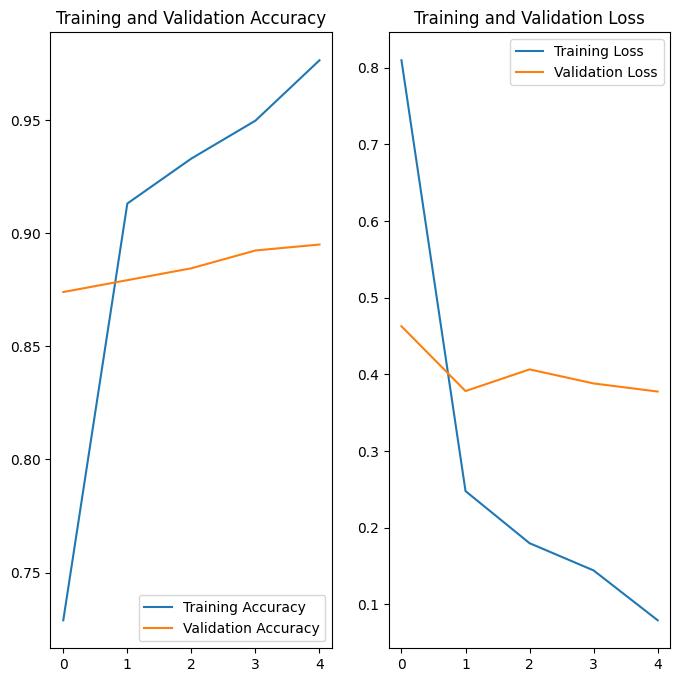 Training and Validation Accuracy
0.95
0.90
0.85
0.80
0.75
Training Accuracy
Validation Accuracy
0 1 2 3 4
Training and Validation Loss
Training Loss
Validation Loss
0.8
0.7
0.6
0.5
0.4
0.3
0.2
0.1
0 1 2 3 4